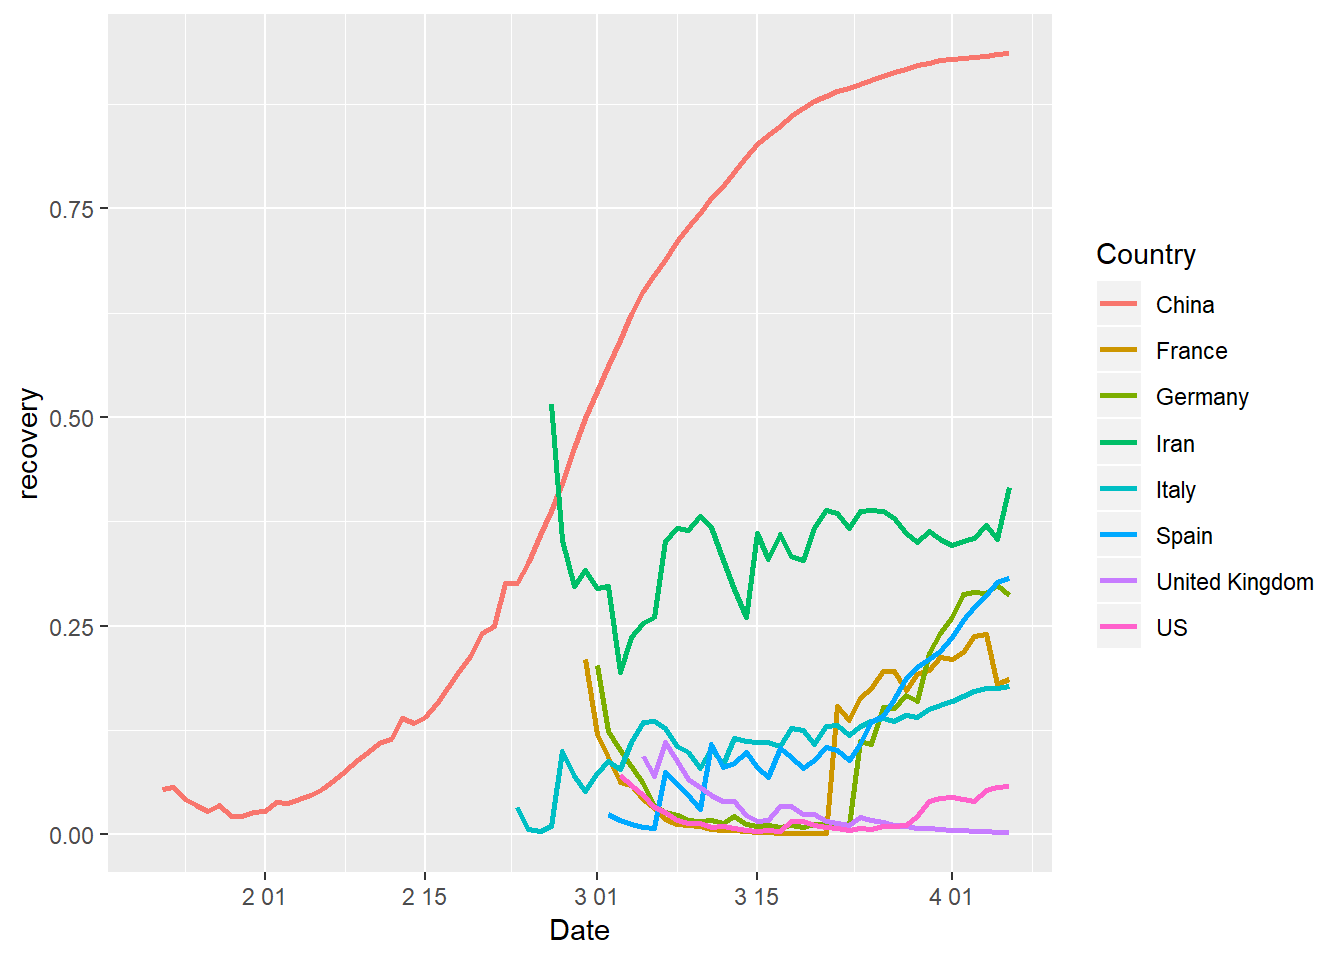 0.75
0.50
0.25
0.00
recovery
2 01
2 15
3 01
3 15
4 01
Date
Country
China
France
Germany
Iran
Italy
Spain
United Kingdom
US